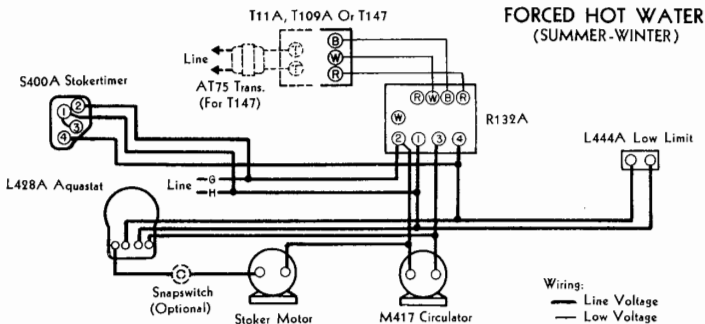 T11A, T109A Or T147
FORCED HOT WATER
(SUMMER-WINTER)
Line
T
T
B
W
R
AT75 Trans.
(For T147)
S400A Stokertimer
1
2
3
4
R W B R
W
2 1 3 4
R132A
L444A Low Limit
L428A Aquastat
Line
G
H
Snapswitch
(Optional)
Stoker Motor
M417 Circulator
Wiring:
Line Voltage
Low Voltage